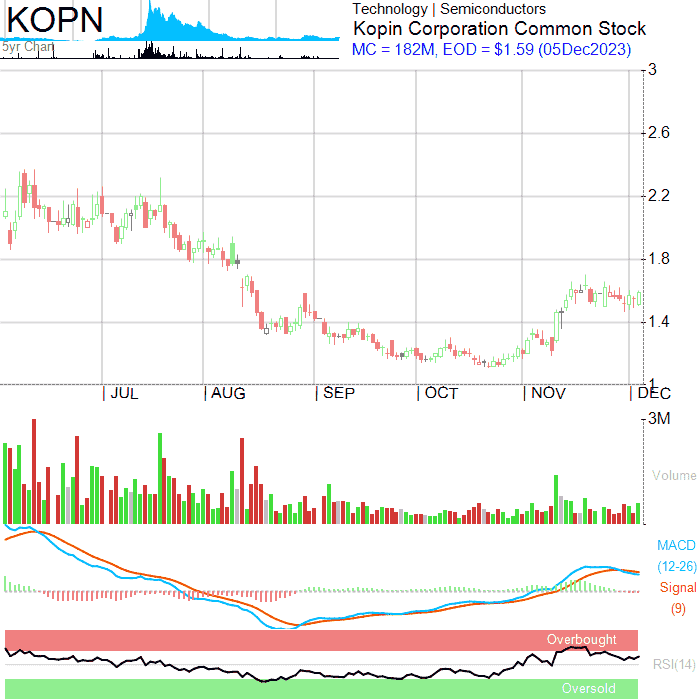 KOPN
5yr Chart
Technology | Semiconductors
Kopin Corporation Common Stock
MC = 182M, EOD = $1.59 (05Dec2023)
3
2.6
2.2
1.8
1.4
1
JUL
AUG
SEP
OCT
NOV
DEC
3M
Volume
MACD
(12-26)
Signal
(9)
Overbought
RSI(14)
Oversold